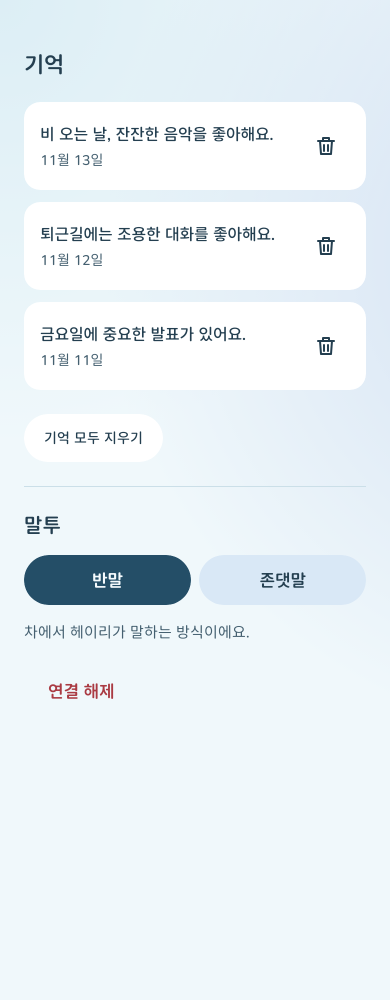 기억
비 오는 날, 잔잔한 음악을 좋아해요.
11월 13일
퇴근길에는 조용한 대화를 좋아해요.
11월 12일
금요일에 중요한 발표가 있어요.
11월 11일
기억 모두 지우기
말투
반말
존댓말
차에서 헤이리가 말하는 방식이에요.
연결 해제